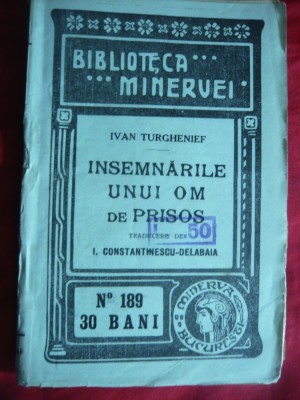 BIBLIOTECA
MINERVEI
IVAN TURGHENIEF
INSEMNĂRILE
UNUI OM
DE PRISOS
TRADUCERE DE
50
I. CONSTANTINESCU-DELABAIA
Nº 189
30 BANI
MINERVA
BUCUREȘCI